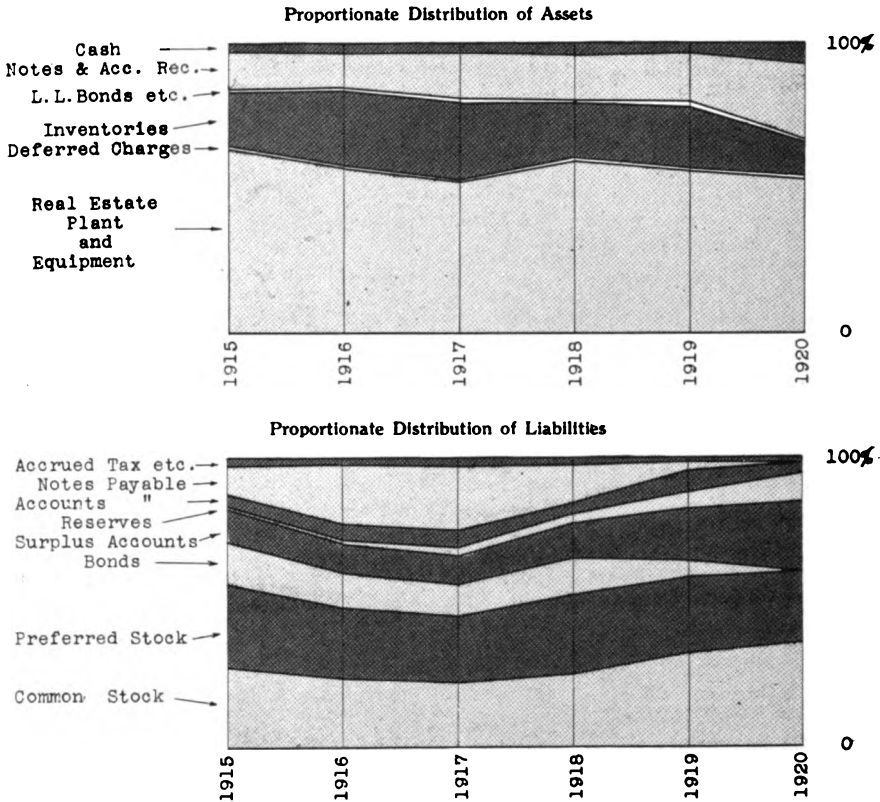 Proportionate Distribution of Assets
Cash
Notes & Acc. Rec.
L.L.Bonds etc.
Inventories
Deferred Charges
Real Estate
Plant
and
Equipment
100%
0
1915
1916
1917
1918
1919
1920
Proportionate Distribution of Liabilities
Accrued Tax etc.
Notes Payable
Accounts "
Reserves
Surplus Accounts
Bonds
Preferred Stock
Common Stock
100%
0
1915
1916
1917
1918
1919
1920